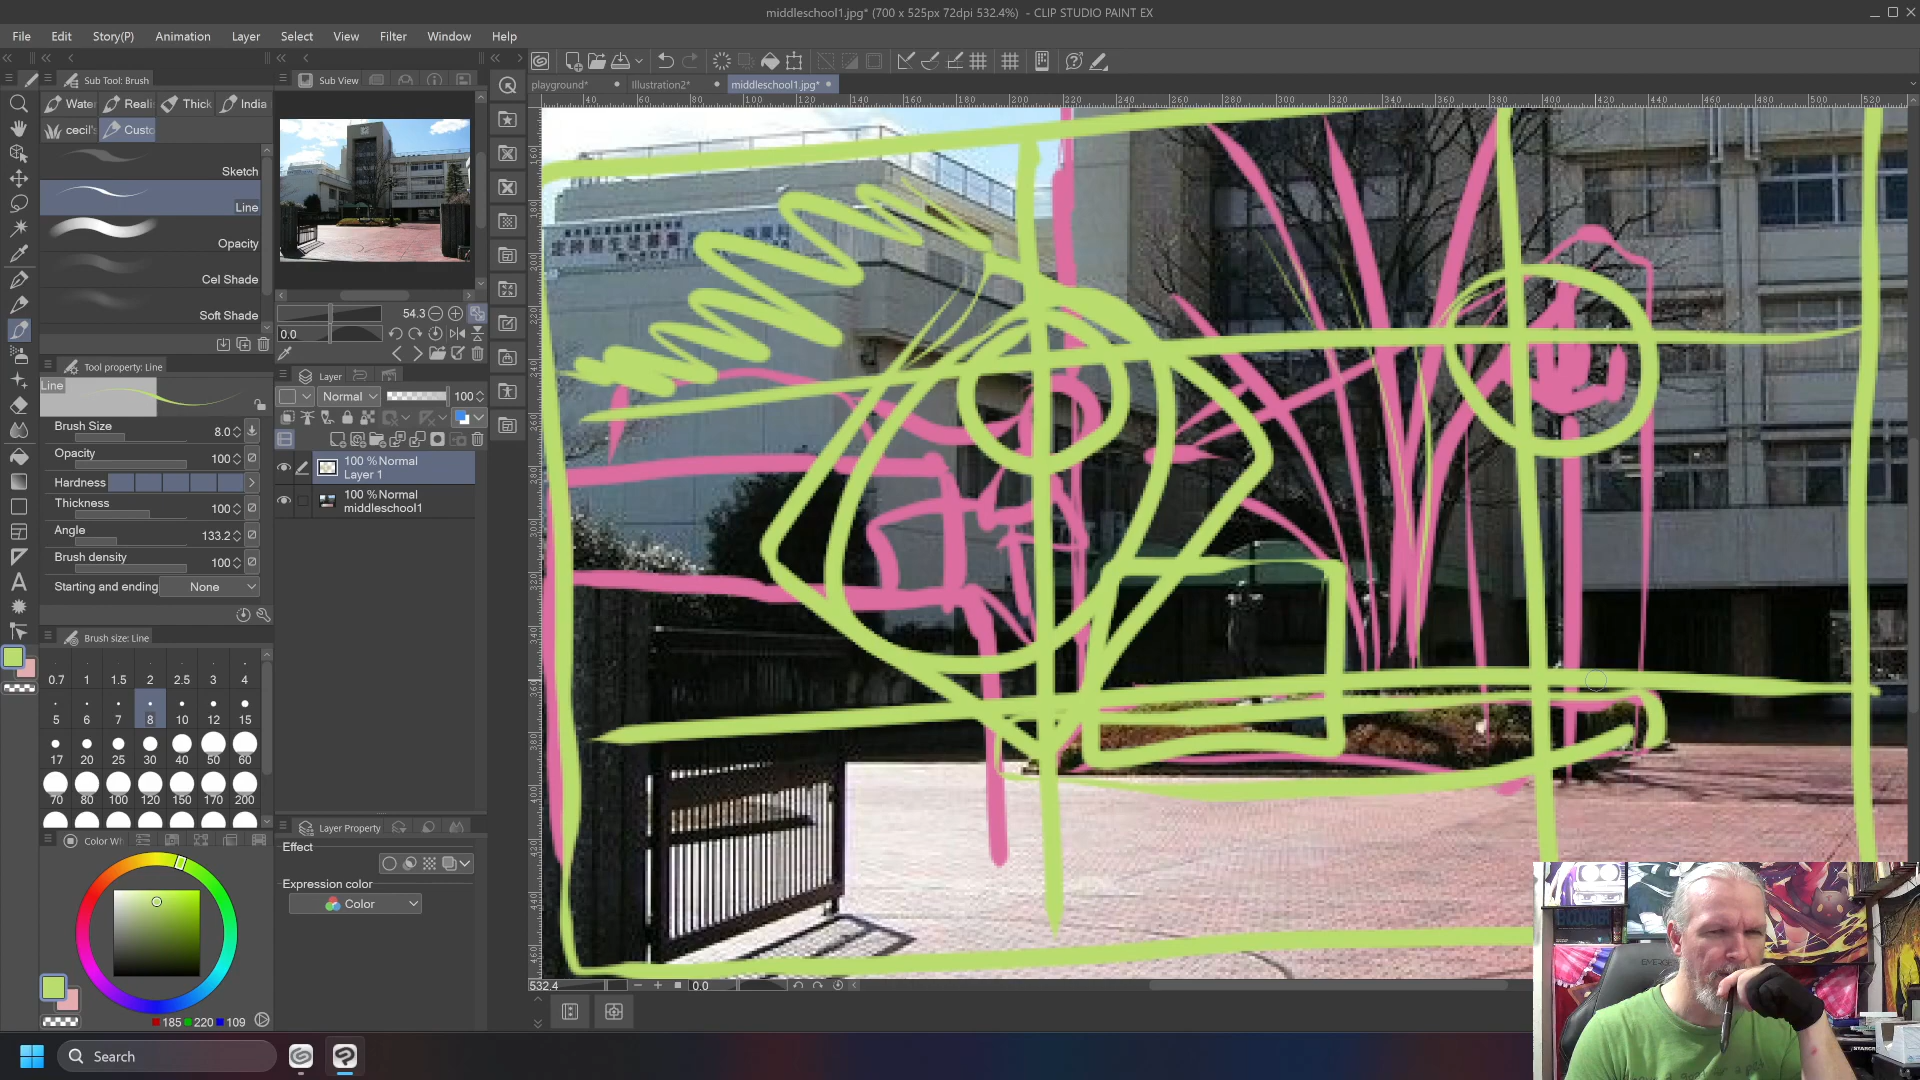 middleschool1.jpg* (700 x 525px 72dpi 532.4%) - CLIP STUDIO PAINT EX
File Edit Story(P) Animation Layer Select View Filter Window Help
Sub Tool: Brush
Sub View
playground* Illustration2* middleschool1.jpg*
Water Reali Thick India
cecil's Custo
Sketch
Line
Opacity
Cel Shade
Soft Shade
54.3
0.0
Tool property: Line
Line
Brush Size 8.0
Opacity 100
Hardness
Thickness 100
Angle 133.2
Brush density 100
Starting and ending None
Layer
Normal 100
100 %Normal
Layer 1
100 %Normal
middleschool1
Brush size: Line
0.7 1 1.5 2 2.5 3 4
5 6 7 8 10 12 15
17 20 25 30 40 50 60
70 80 100 120 150 170 200
Color Wh
185 220 109
Layer Property
Effect
Expression color
Color
532.4 0.0
Search